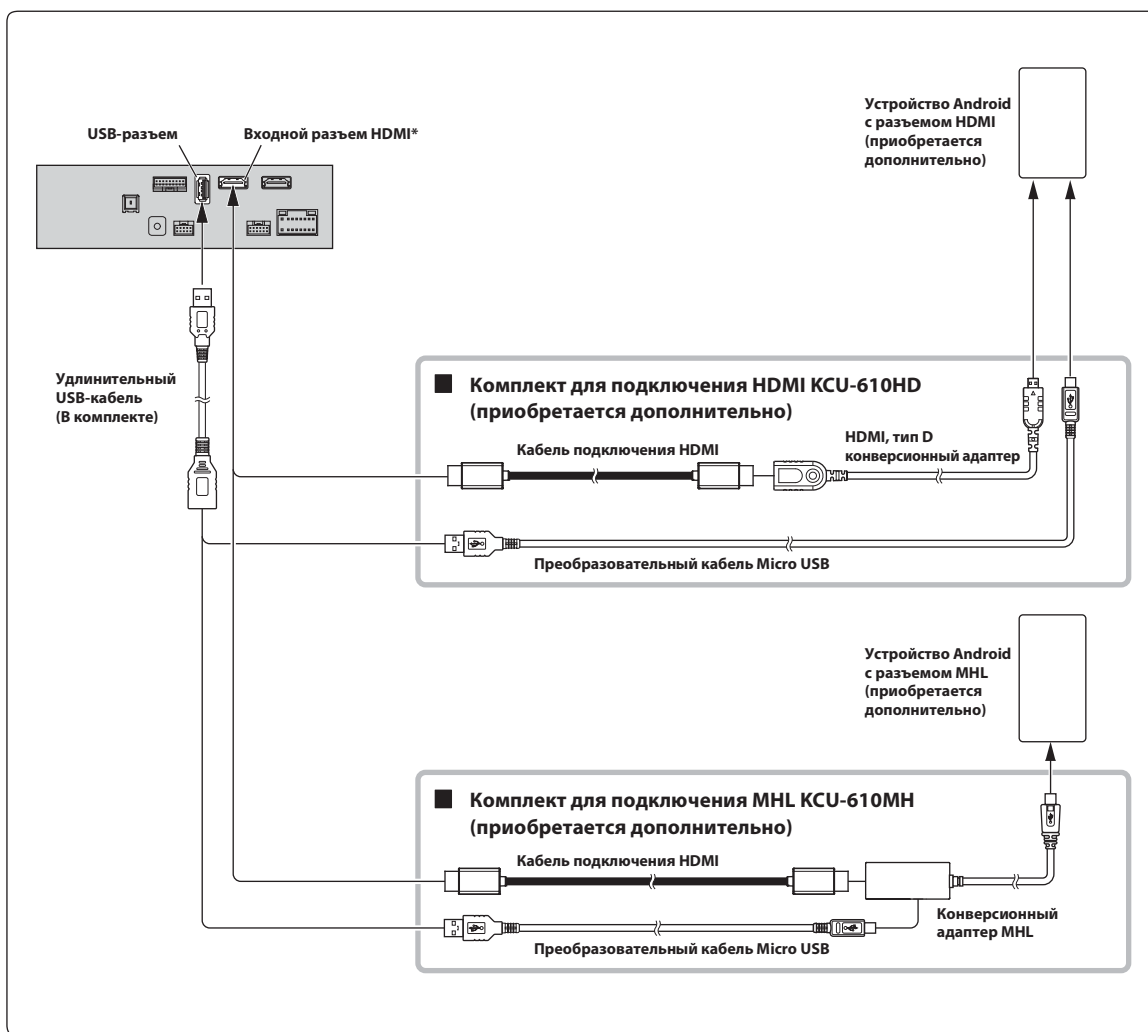 USB-разъем
Входной разъем HDMI*
Устройство Android
с разъемом HDMI
(приобретается
дополнительно)
Удлинительный
USB-кабель
(В комплекте)
■ Комплект для подключения HDMI KCU-610HD
(приобретается дополнительно)
Кабель подключения HDMI
HDMI, тип D
конверсионный адаптер
Преобразовательный кабель Micro USB
Устройство Android
с разъемом MHL
(приобретается
дополнительно)
■ Комплект для подключения MHL KCU-610MH
(приобретается дополнительно)
Кабель подключения HDMI
Конверсионный
адаптер MHL
Преобразовательный кабель Micro USB